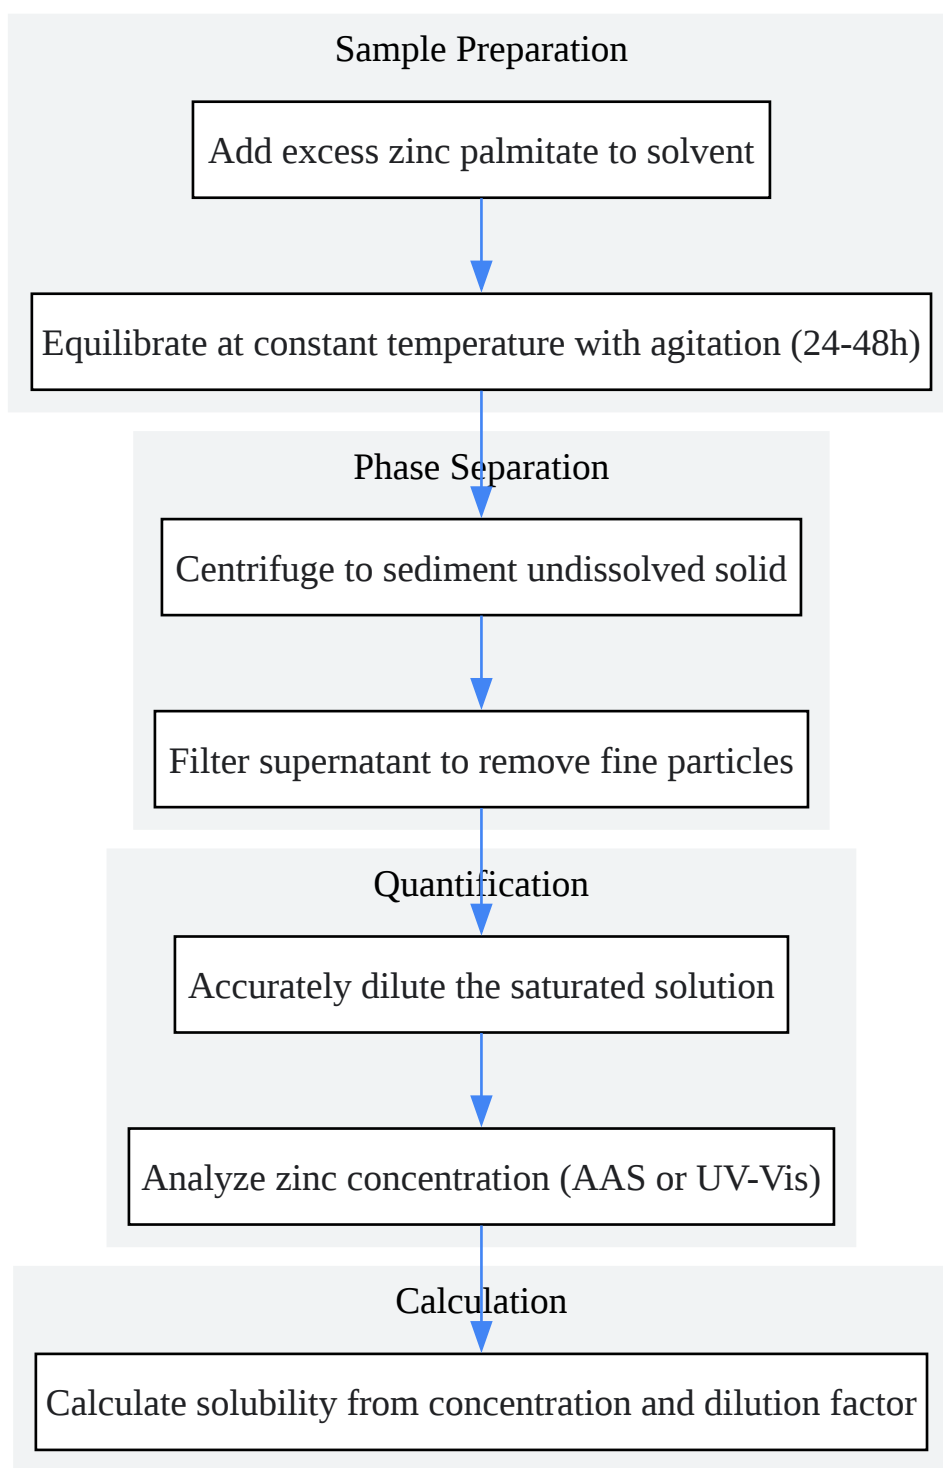 Sample Preparation
Add excess zinc palmitate to solvent
Equilibrate at constant temperature with agitation (24-48h)
Phase Separation
Centrifuge to sediment undissolved solid
Filter supernatant to remove fine particles
Quantification
Accurately dilute the saturated solution
Analyze zinc concentration (AAS or UV-Vis)
Calculation
Calculate solubility from concentration and dilution factor